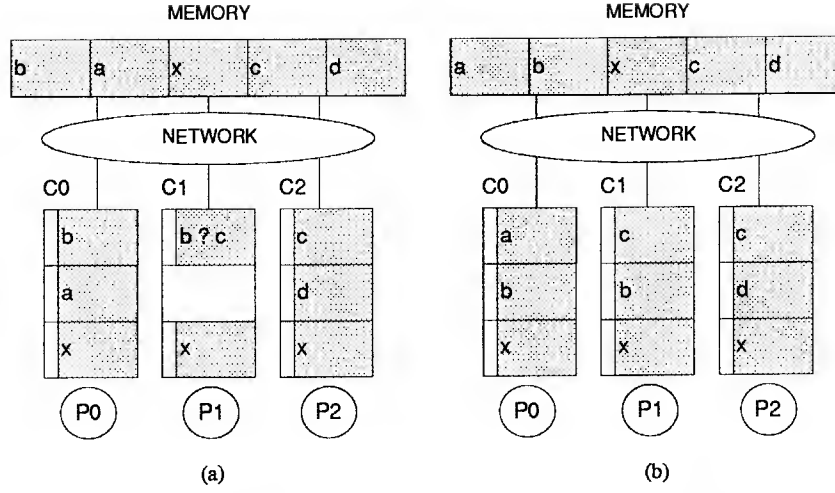 MEMORY
b a x c d
NETWORK
C0 C1 C2
b b ? c c
a d
x x x
P0 P1 P2
(a)
MEMORY
a b x c d
NETWORK
C0 C1 C2
a c c
b b d
x x x
P0 P1 P2
(b)